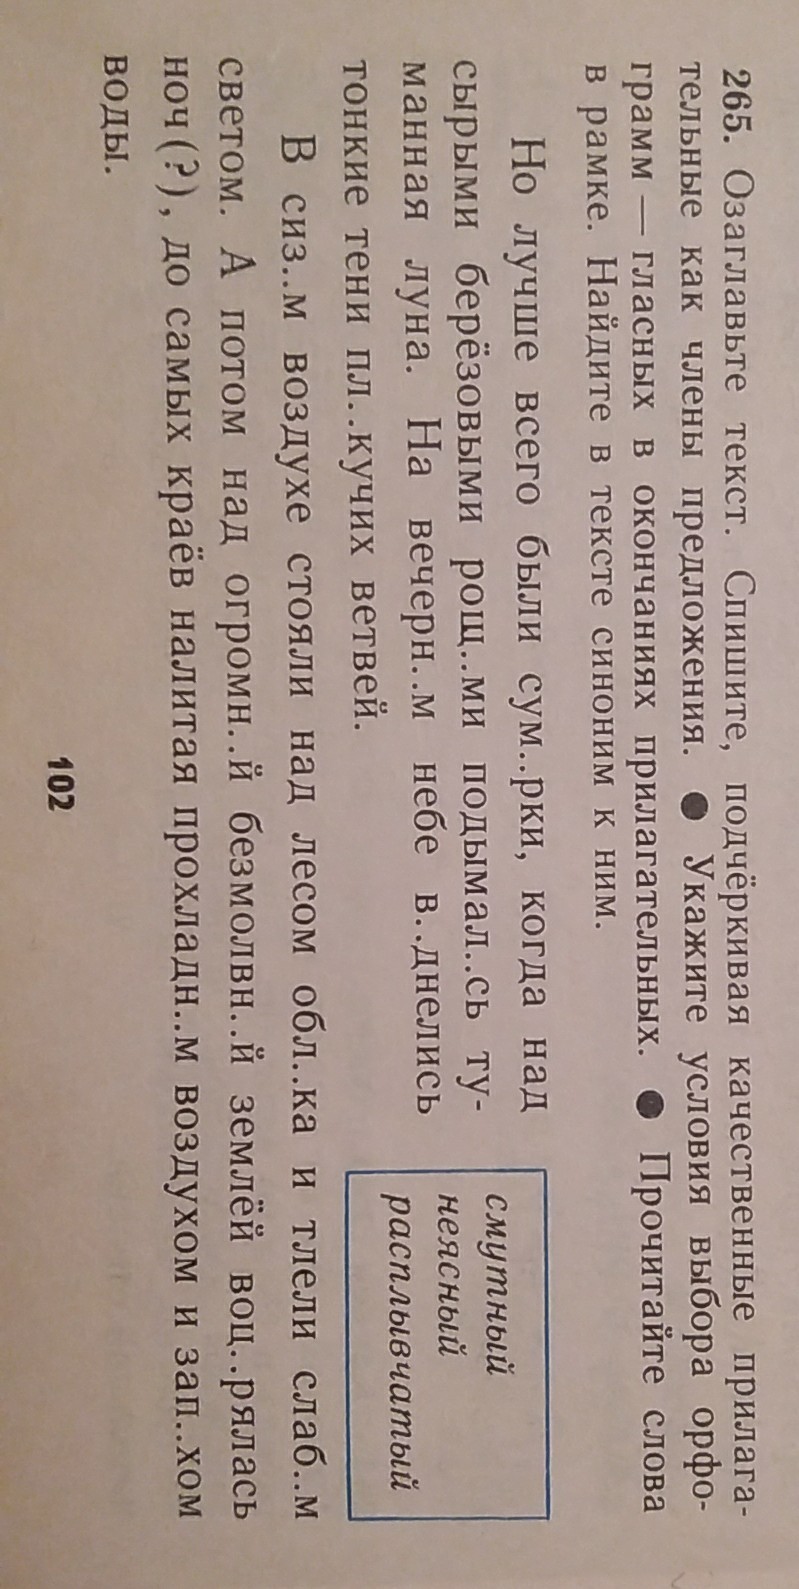 265. Озаглавьте текст. Спишите, подчёркивая качественные прилага-
тельные как члены предложения. ● Укажите условия выбора орфо-
грамм — гласных в окончаниях прилагательных. ● Прочитайте слова
в рамке. Найдите в тексте синоним к ним.
Но лучше всего были сум..рки, когда над
сырыми берёзовыми рощ..ми подымал..сь ту-
манная луна. На вечерн..м небе в..днелись
тонкие тени пл..кучих ветвей.
смутный
неясный
расплывчатый
В сиз..м воздухе стояли над лесом обл..ка и тлели слаб..м
светом. А потом над огромн..й безмолвн..й землёй воц..рялась
ноч(?), до самых краёв налитая прохладн..м воздухом и зап..хом
воды.
102